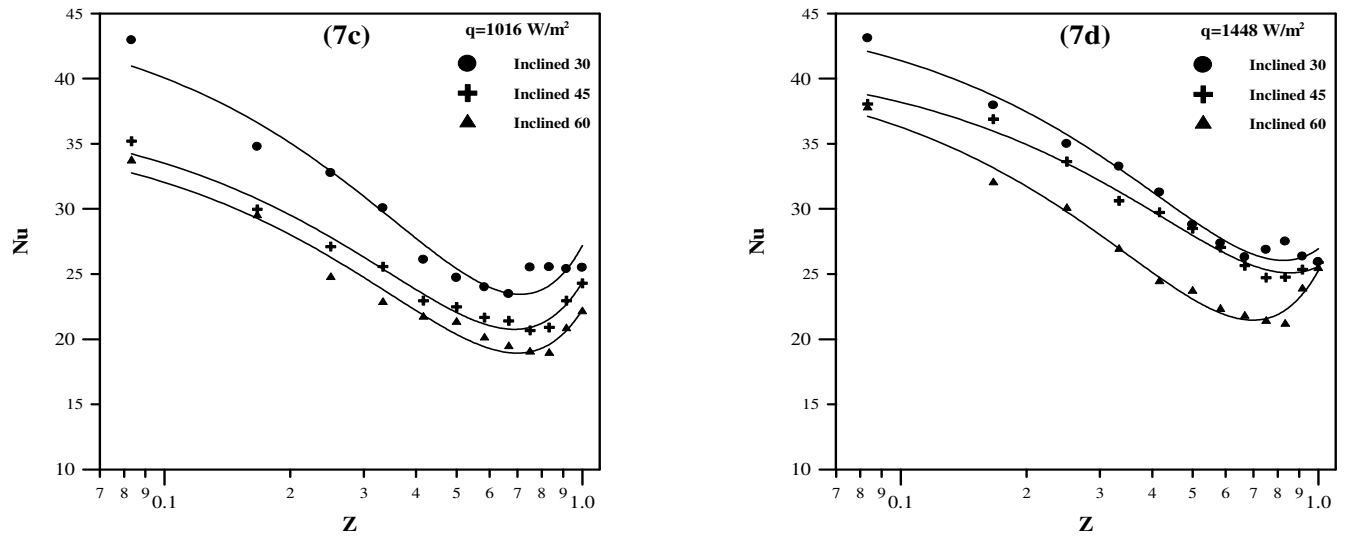 (7c)
q=1016 W/m²
Inclined 30
Inclined 45
Inclined 60
45
40
35
30
25
20
15
10
Nu
7 8 9 0.1 2 3 4 5 6 7 8 9 1.0
Z
(7d)
q=1448 W/m²
Inclined 30
Inclined 45
Inclined 60
45
40
35
30
25
20
15
10
Nu
7 8 9 0.1 2 3 4 5 6 7 8 9 1.0
Z